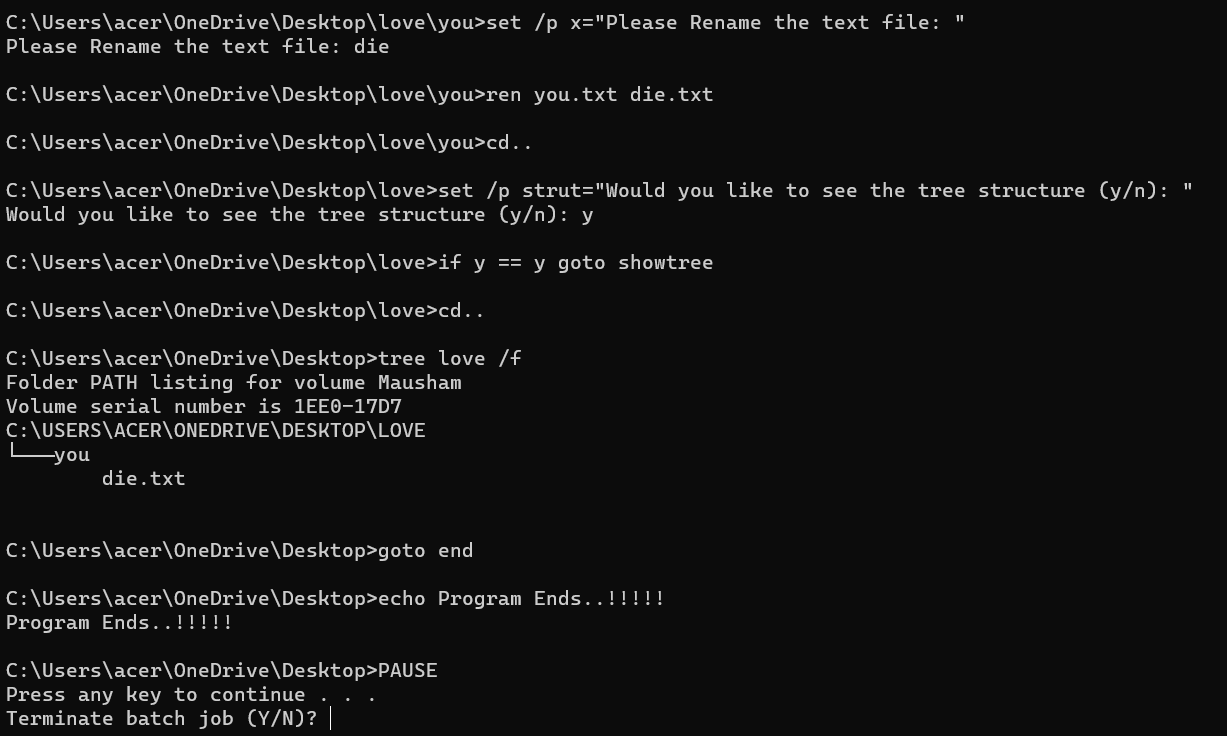 C:\Users\acer\OneDrive\Desktop\love\you>set /p x="Please Rename the text file: "
Please Rename the text file: die
C:\Users\acer\OneDrive\Desktop\love\you>ren you.txt die.txt
C:\Users\acer\OneDrive\Desktop\love\you>cd..
C:\Users\acer\OneDrive\Desktop\love>set /p strut="Would you like to see the tree structure (y/n): "
Would you like to see the tree structure (y/n): y
C:\Users\acer\OneDrive\Desktop\love>if y == y goto showtree
C:\Users\acer\OneDrive\Desktop\love>cd..
C:\Users\acer\OneDrive\Desktop>tree love /f
Folder PATH listing for volume Mausham
Volume serial number is 1EE0-17D7
C:\USERS\ACER\ONEDRIVE\DESKTOP\LOVE
└───you
        die.txt
C:\Users\acer\OneDrive\Desktop>goto end
C:\Users\acer\OneDrive\Desktop>echo Program Ends..!!!!!
Program Ends..!!!!!
C:\Users\acer\OneDrive\Desktop>PAUSE
Press any key to continue . . .
Terminate batch job (Y/N)?